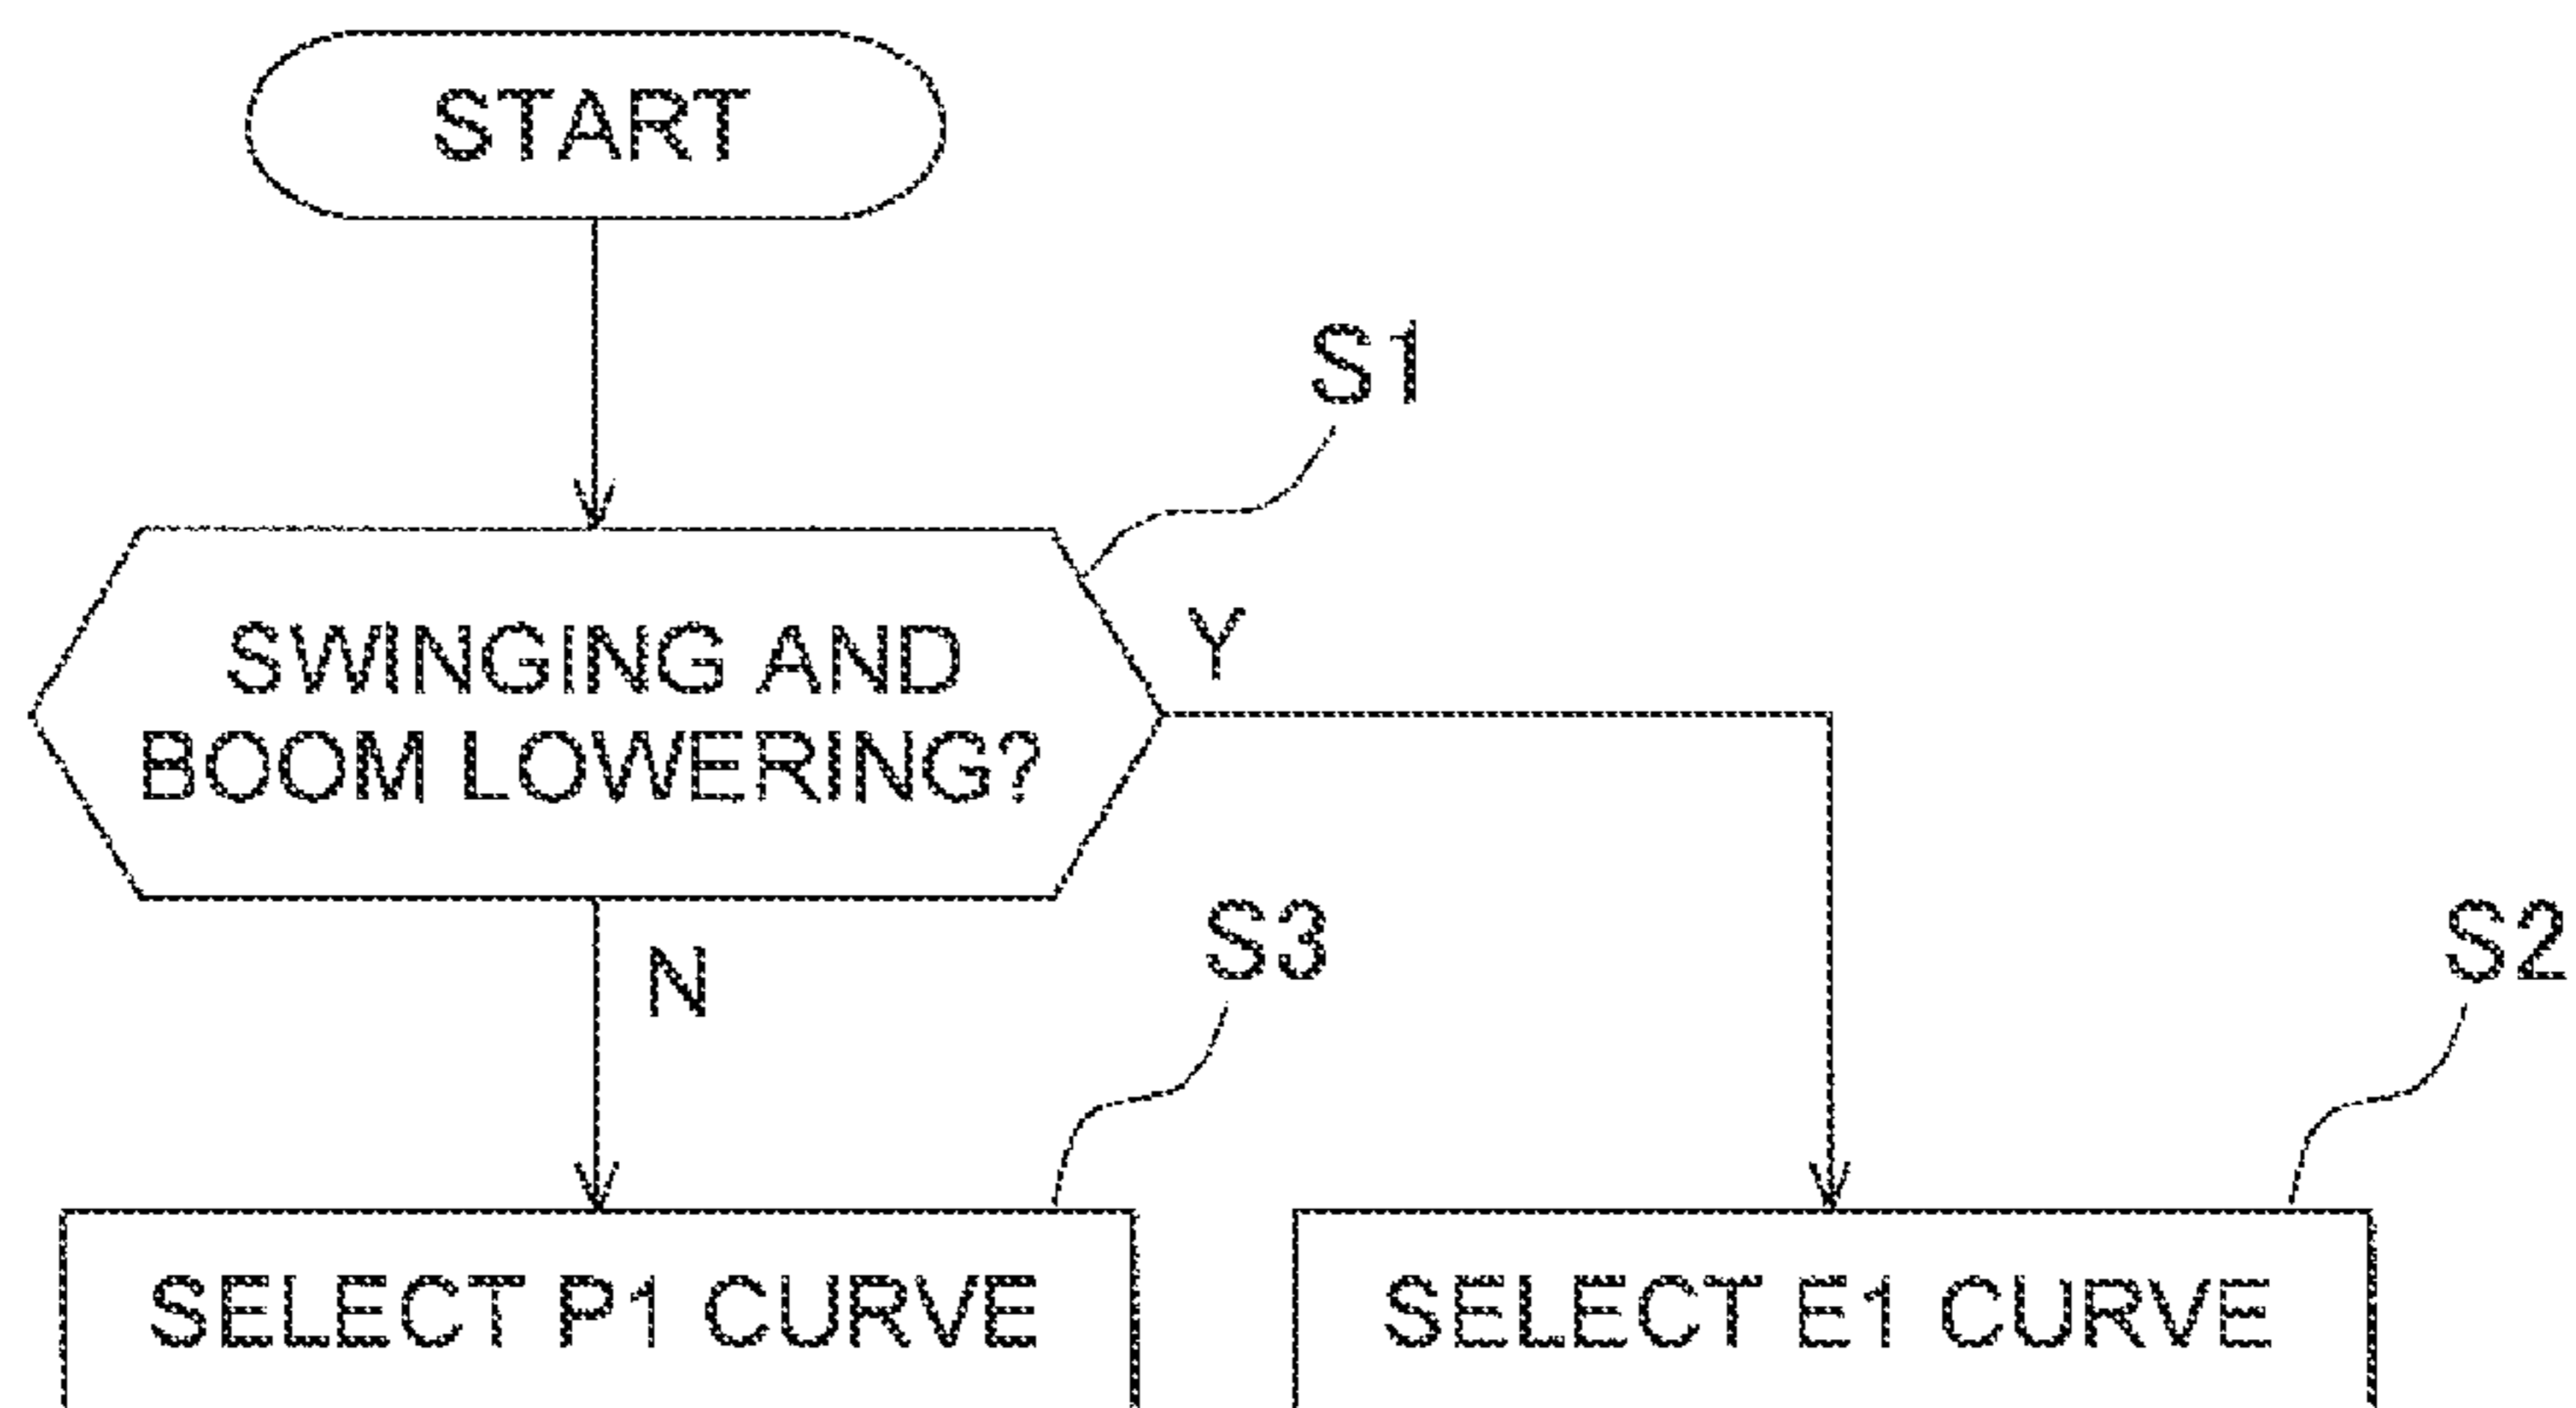 START
S1
SWINGING AND
BOOM LOWERING?
Y
N
S3
S2
SELECT P1 CURVE
SELECT E1 CURVE